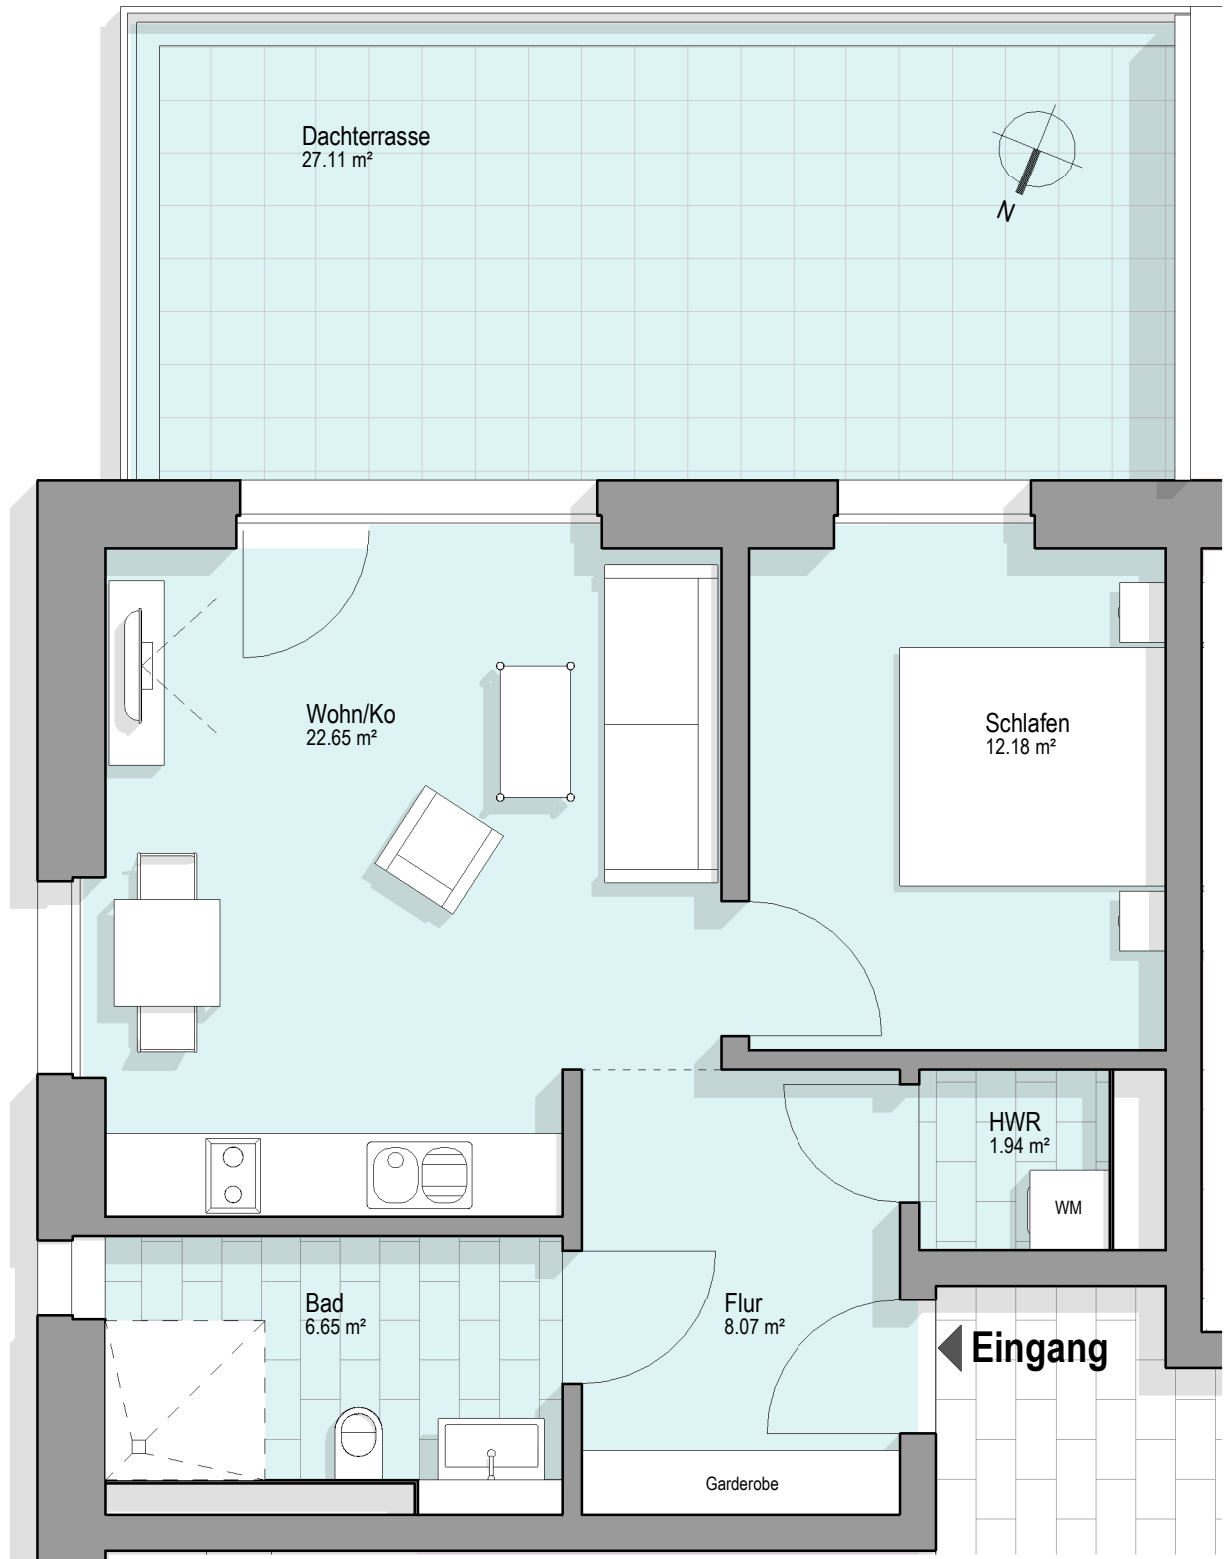 Dachterrasse
27.11 m²
N
Wohn/Ko
22.65 m²
Schlafen
12.18 m²
HWR
1.94 m²
WM
Bad
6.65 m²
Flur
8.07 m²
Eingang
Garderobe